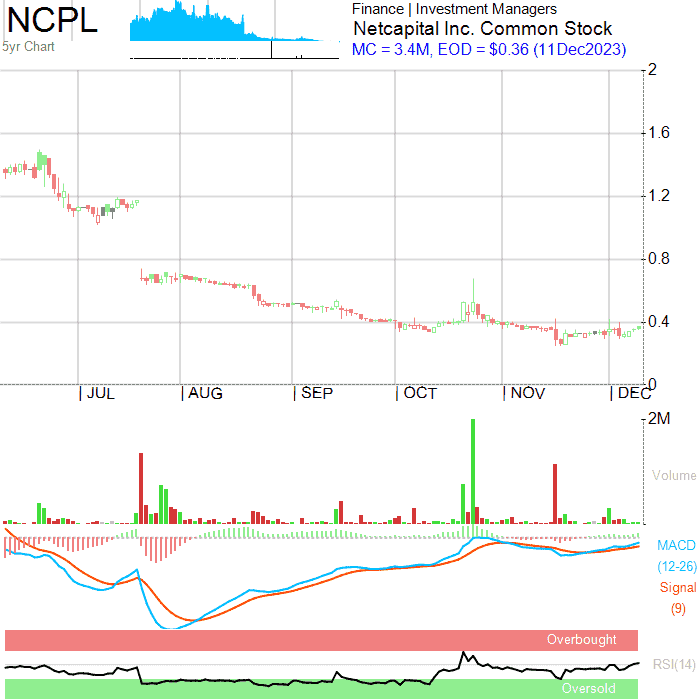 NCPL
5yr Chart
Finance | Investment Managers
Netcapital Inc. Common Stock
MC = 3.4M, EOD = $0.36 (11Dec2023)
2
1.6
1.2
0.8
0.4
0
| JUL | AUG | SEP | OCT | NOV | DEC
2M
Volume
MACD
(12-26)
Signal
(9)
Overbought
RSI(14)
Oversold